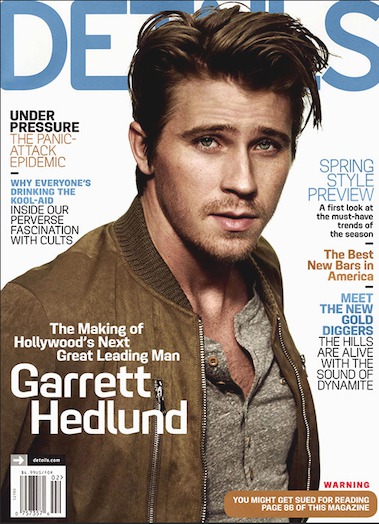 DETAILS
UNDER
PRESSURE
THE PANIC-
ATTACK
EPIDEMIC
WHY EVERYONE'S
DRINKING THE
KOOL-AID
INSIDE OUR
PERVERSE
FASCINATION
WITH CULTS
SPRING
STYLE
PREVIEW
A first look at
the must-have
trends of
the season
The Best
New Bars in
America
MEET
THE NEW
GOLD
DIGGERS
THE HILLS
ARE ALIVE
WITH THE
SOUND OF
DYNAMITE
The Making of
Hollywood's Next
Great Leading Man
Garrett
Hedlund
details.com
WARNING
YOU MIGHT GET SUED FOR READING
PAGE 86 OF THIS MAGAZINE